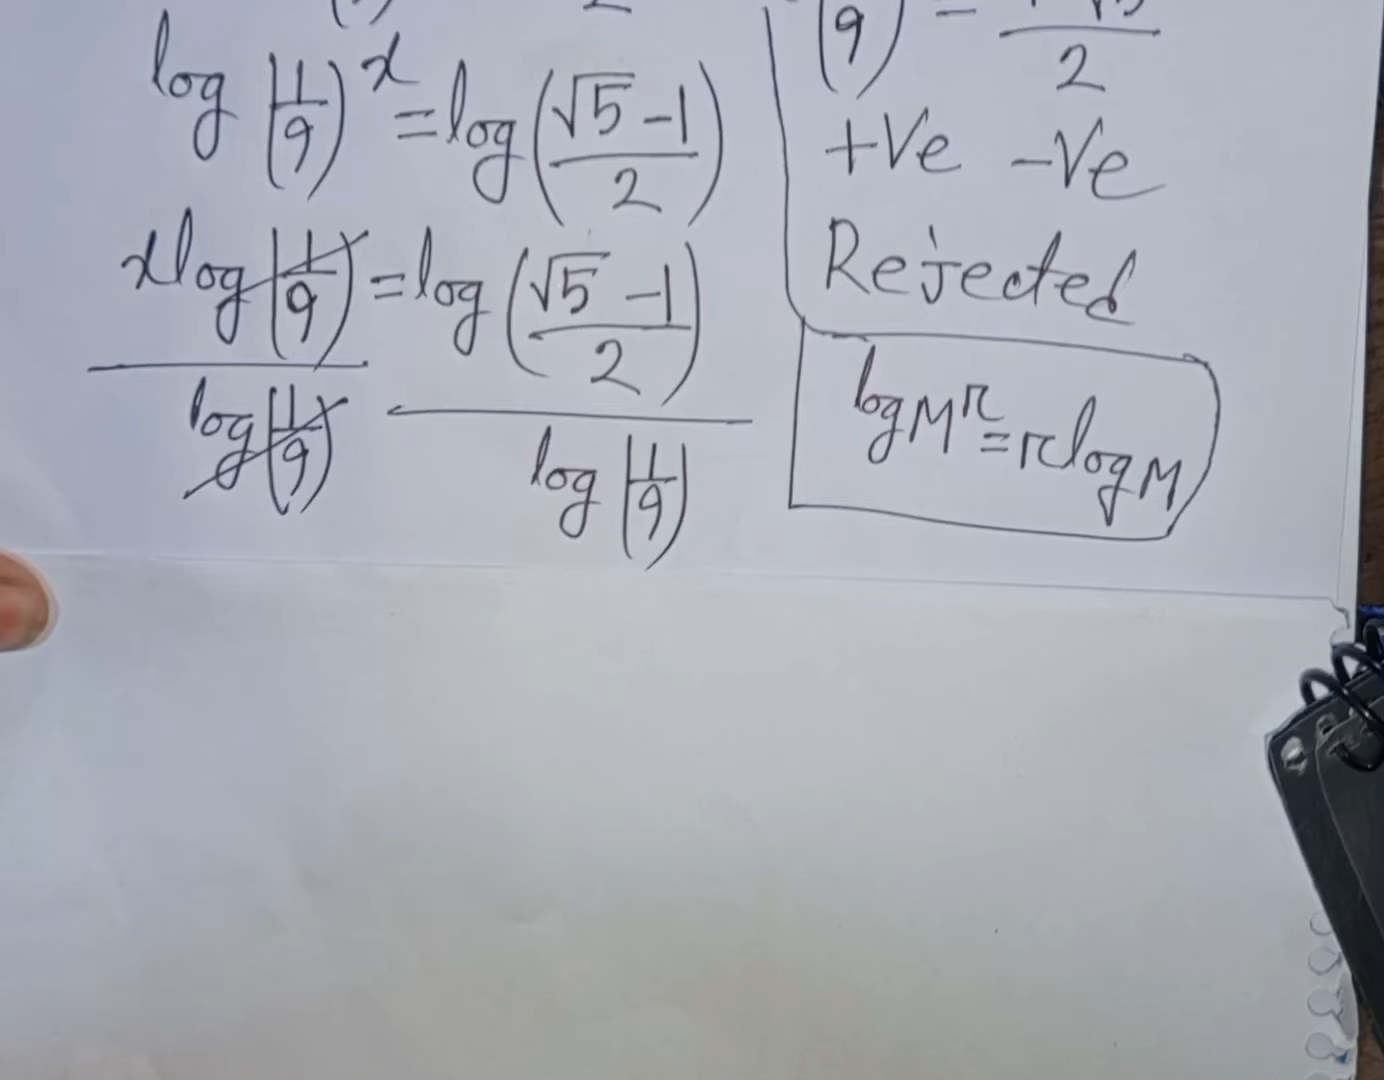 log (1/9)^x = log ((√5 - 1)/2)
x log (1/9) = log ((√5 - 1)/2)
log (1/9) log (1/9)
(9) = 2
+Ve -Ve
Rejected
log M^r = r log M